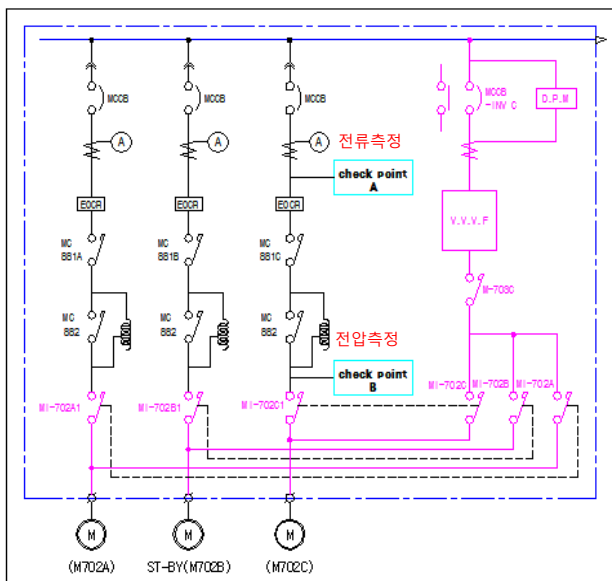 MCCB
MCCB
MCCB
MCCB
-INV C
D.P.M
A
A
A
전류측정
check point
A
EOCR
EOCR
EOCR
V.V.V.F
MC
881A
MC
881B
MC
881C
M-703C
MC
882
MC
882
MC
882
전압측정
check point
B
MI-702A1
MI-702B1
MI-702C1
MI-702C
MI-702B
MI-702A
M
M
M
(M702A)
ST-BY(M702B)
(M702C)